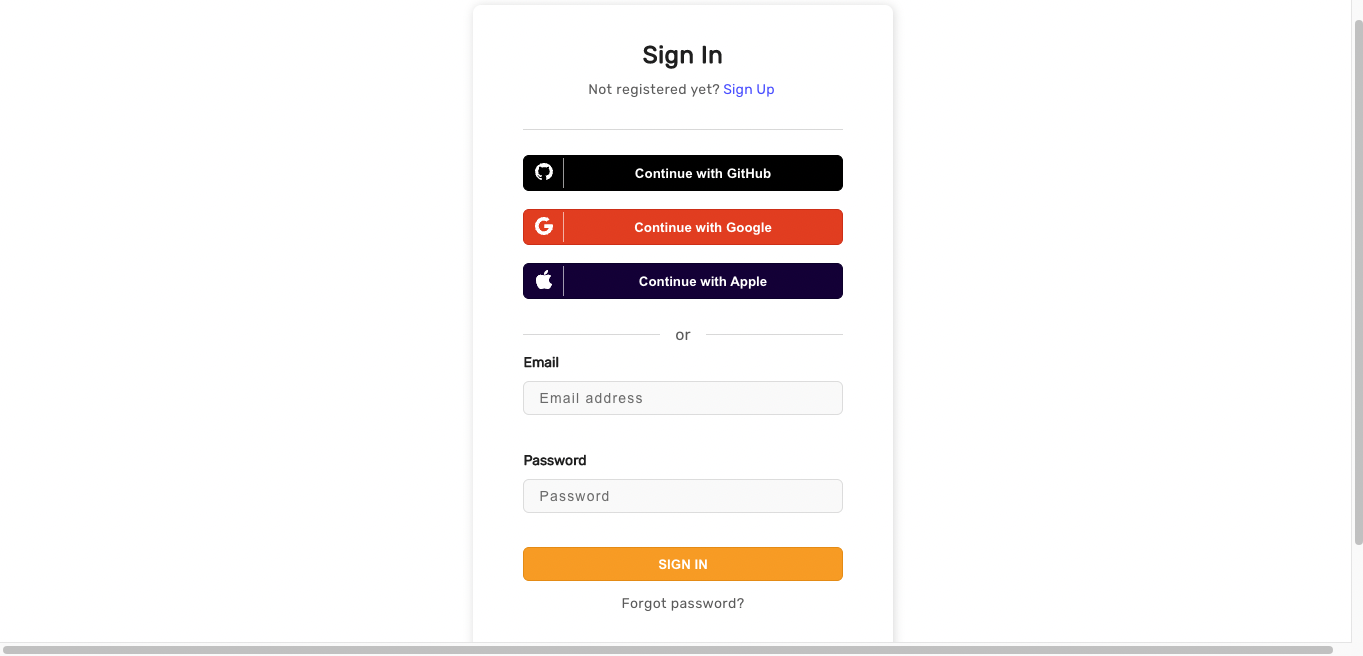 Sign In
Not registered yet? Sign Up
Continue with GitHub
Continue with Google
Continue with Apple
or
Email
Email address
Password
Password
SIGN IN
Forgot password?